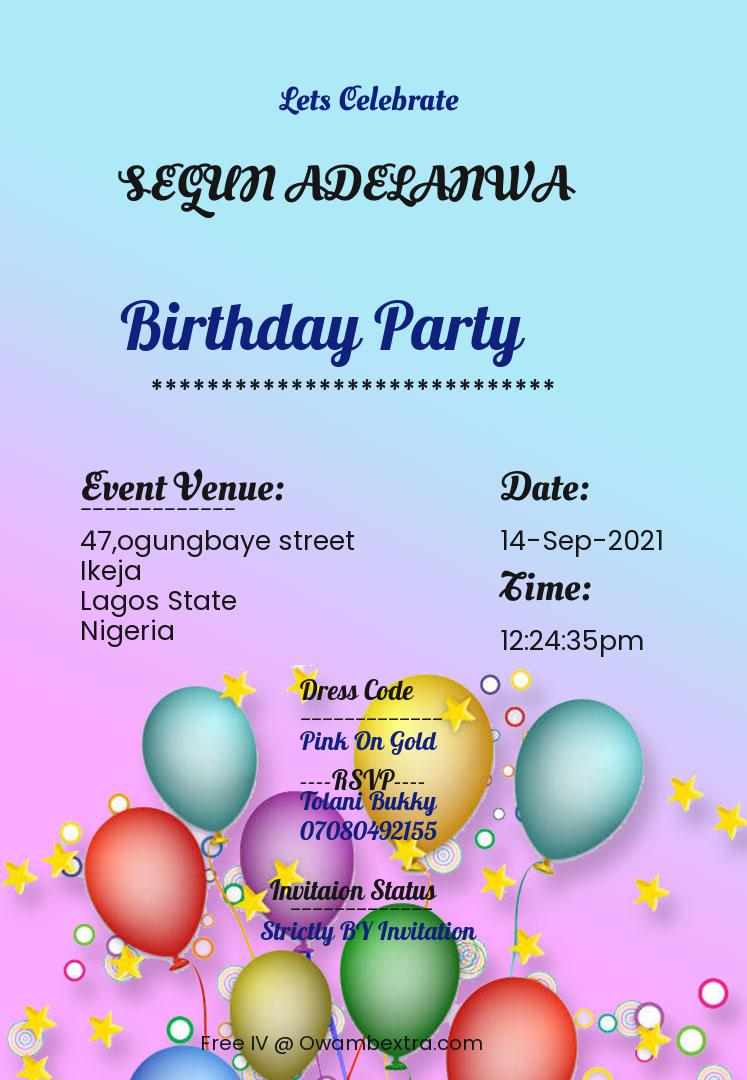 Lets Celebrate
SEGUN ADELANWA
Birthday Party
*****************************
Event Venue:
-------------
47,ogungbaye street
Ikeja
Lagos State
Nigeria
Date:
14-Sep-2021
Time:
12:24:35pm
Dress Code
-------------
Pink On Gold
----RSVP----
Tolani Bukky
07080492155
Invitaion Status
-------------
Strictly BY Invitation
Free IV @ Owambextra.com